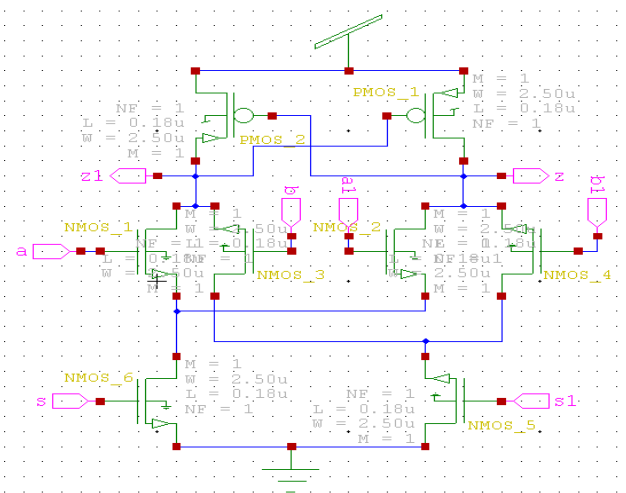 M = 1
W = 2.50u
L = 0.18u
NF = 1
PMOS_1
NF = 1
L = 0.18u
W = 2.50u
M = 1
PMOS_2
z1
z
b
a1
b1
a
NMOS_1
M = 1
NMOS_3
NMOS_2
M = 1
W = 2.50u
M = 1
NMOS_4
NMOS_6
M = 1
W = 2.50u
L = 0.18u
NF = 1
s
NF = 1
L = 0.18u
W = 2.50u
M = 1
s1
NMOS_5